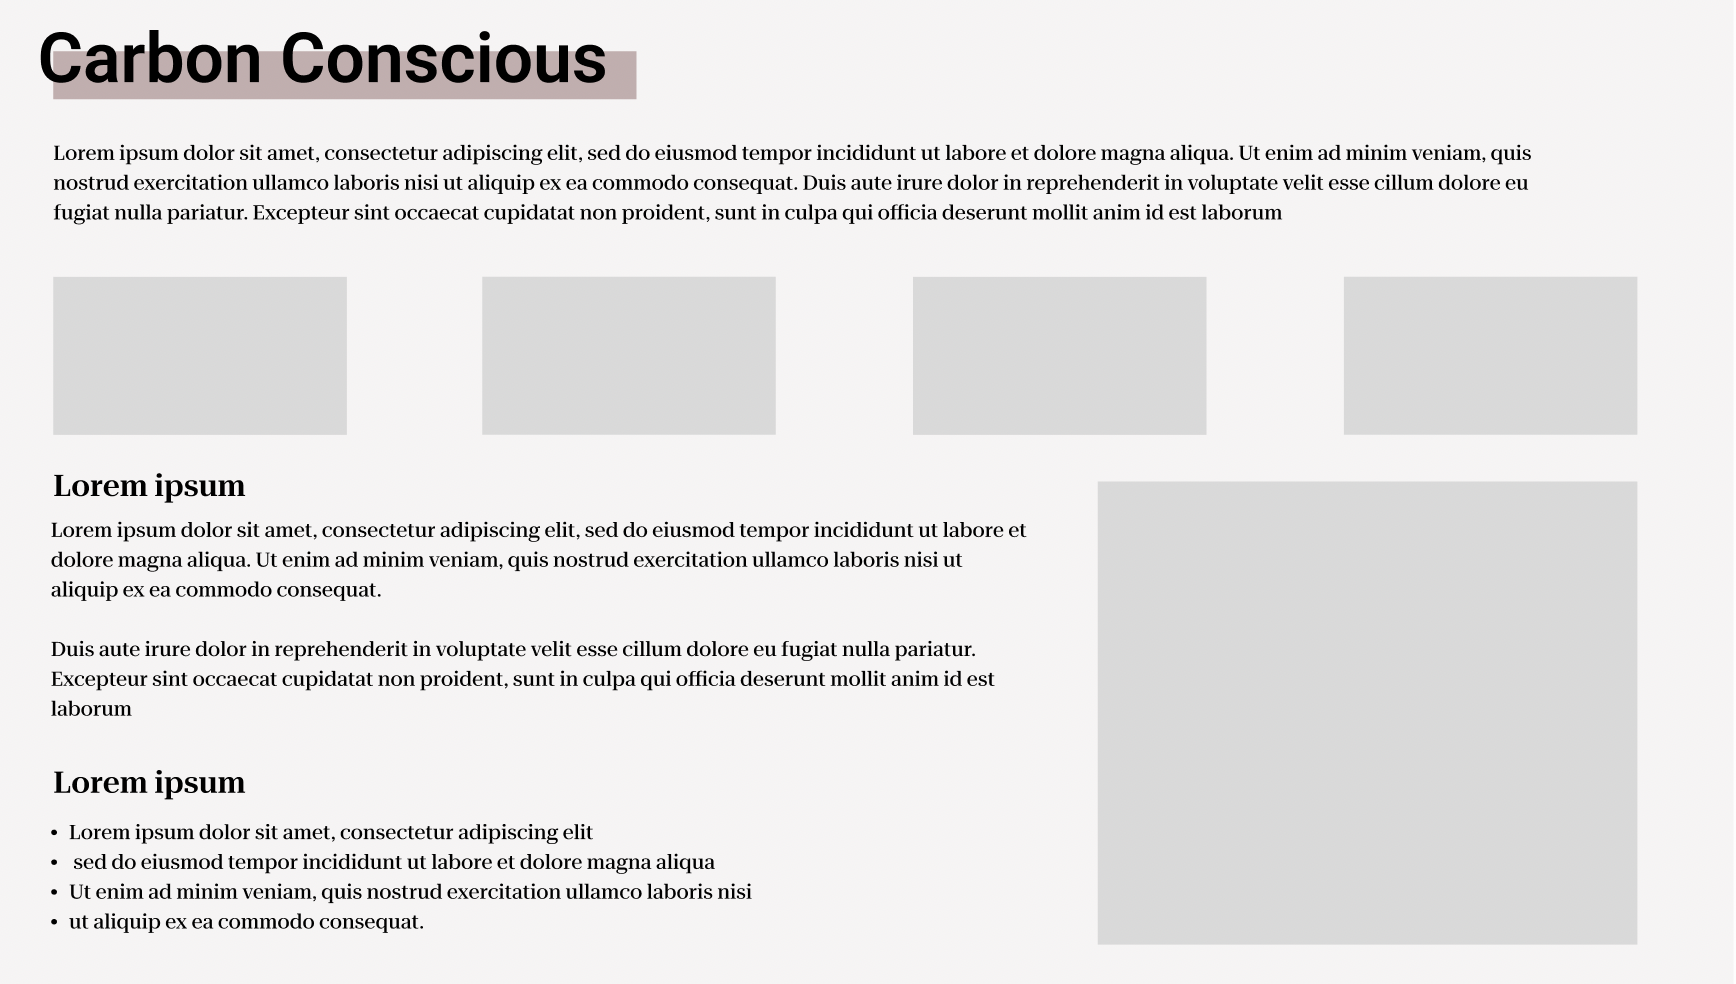 Carbon Conscious
Lorem ipsum dolor sit amet, consectetur adipiscing elit, sed do eiusmod tempor incididunt ut labore et dolore magna aliqua. Ut enim ad minim veniam, quis
nostrud exercitation ullamco laboris nisi ut aliquip ex ea commodo consequat. Duis aute irure dolor in reprehenderit in voluptate velit esse cillum dolore eu
fugiat nulla pariatur. Excepteur sint occaecat cupidatat non proident, sunt in culpa qui officia deserunt mollit anim id est laborum
Lorem ipsum
Lorem ipsum dolor sit amet, consectetur adipiscing elit, sed do eiusmod tempor incididunt ut labore et
dolore magna aliqua. Ut enim ad minim veniam, quis nostrud exercitation ullamco laboris nisi ut
aliquip ex ea commodo consequat.
Duis aute irure dolor in reprehenderit in voluptate velit esse cillum dolore eu fugiat nulla pariatur.
Excepteur sint occaecat cupidatat non proident, sunt in culpa qui officia deserunt mollit anim id est
laborum
Lorem ipsum
• Lorem ipsum dolor sit amet, consectetur adipiscing elit
• sed do eiusmod tempor incididunt ut labore et dolore magna aliqua
• Ut enim ad minim veniam, quis nostrud exercitation ullamco laboris nisi
• ut aliquip ex ea commodo consequat.